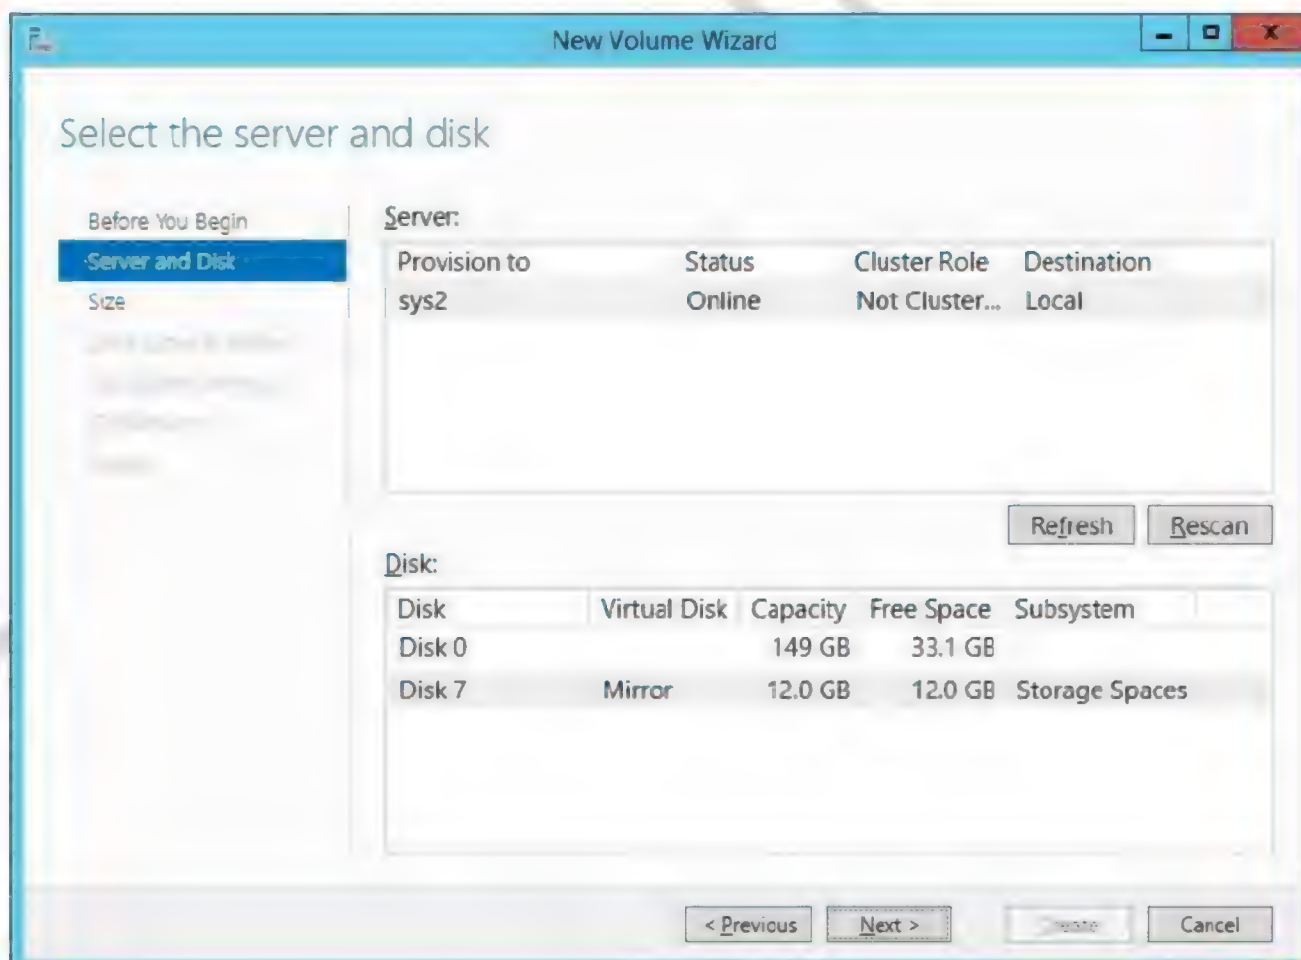 New Volume Wizard
Select the server and disk
Before You Begin
Server and Disk
Size
Server:
Provision to Status Cluster Role Destination
sys2 Online Not Cluster... Local
Refresh Rescan
Disk:
Disk Virtual Disk Capacity Free Space Subsystem
Disk 0 149 GB 33.1 GB
Disk 7 Mirror 12.0 GB 12.0 GB Storage Spaces
< Previous Next > Create Cancel